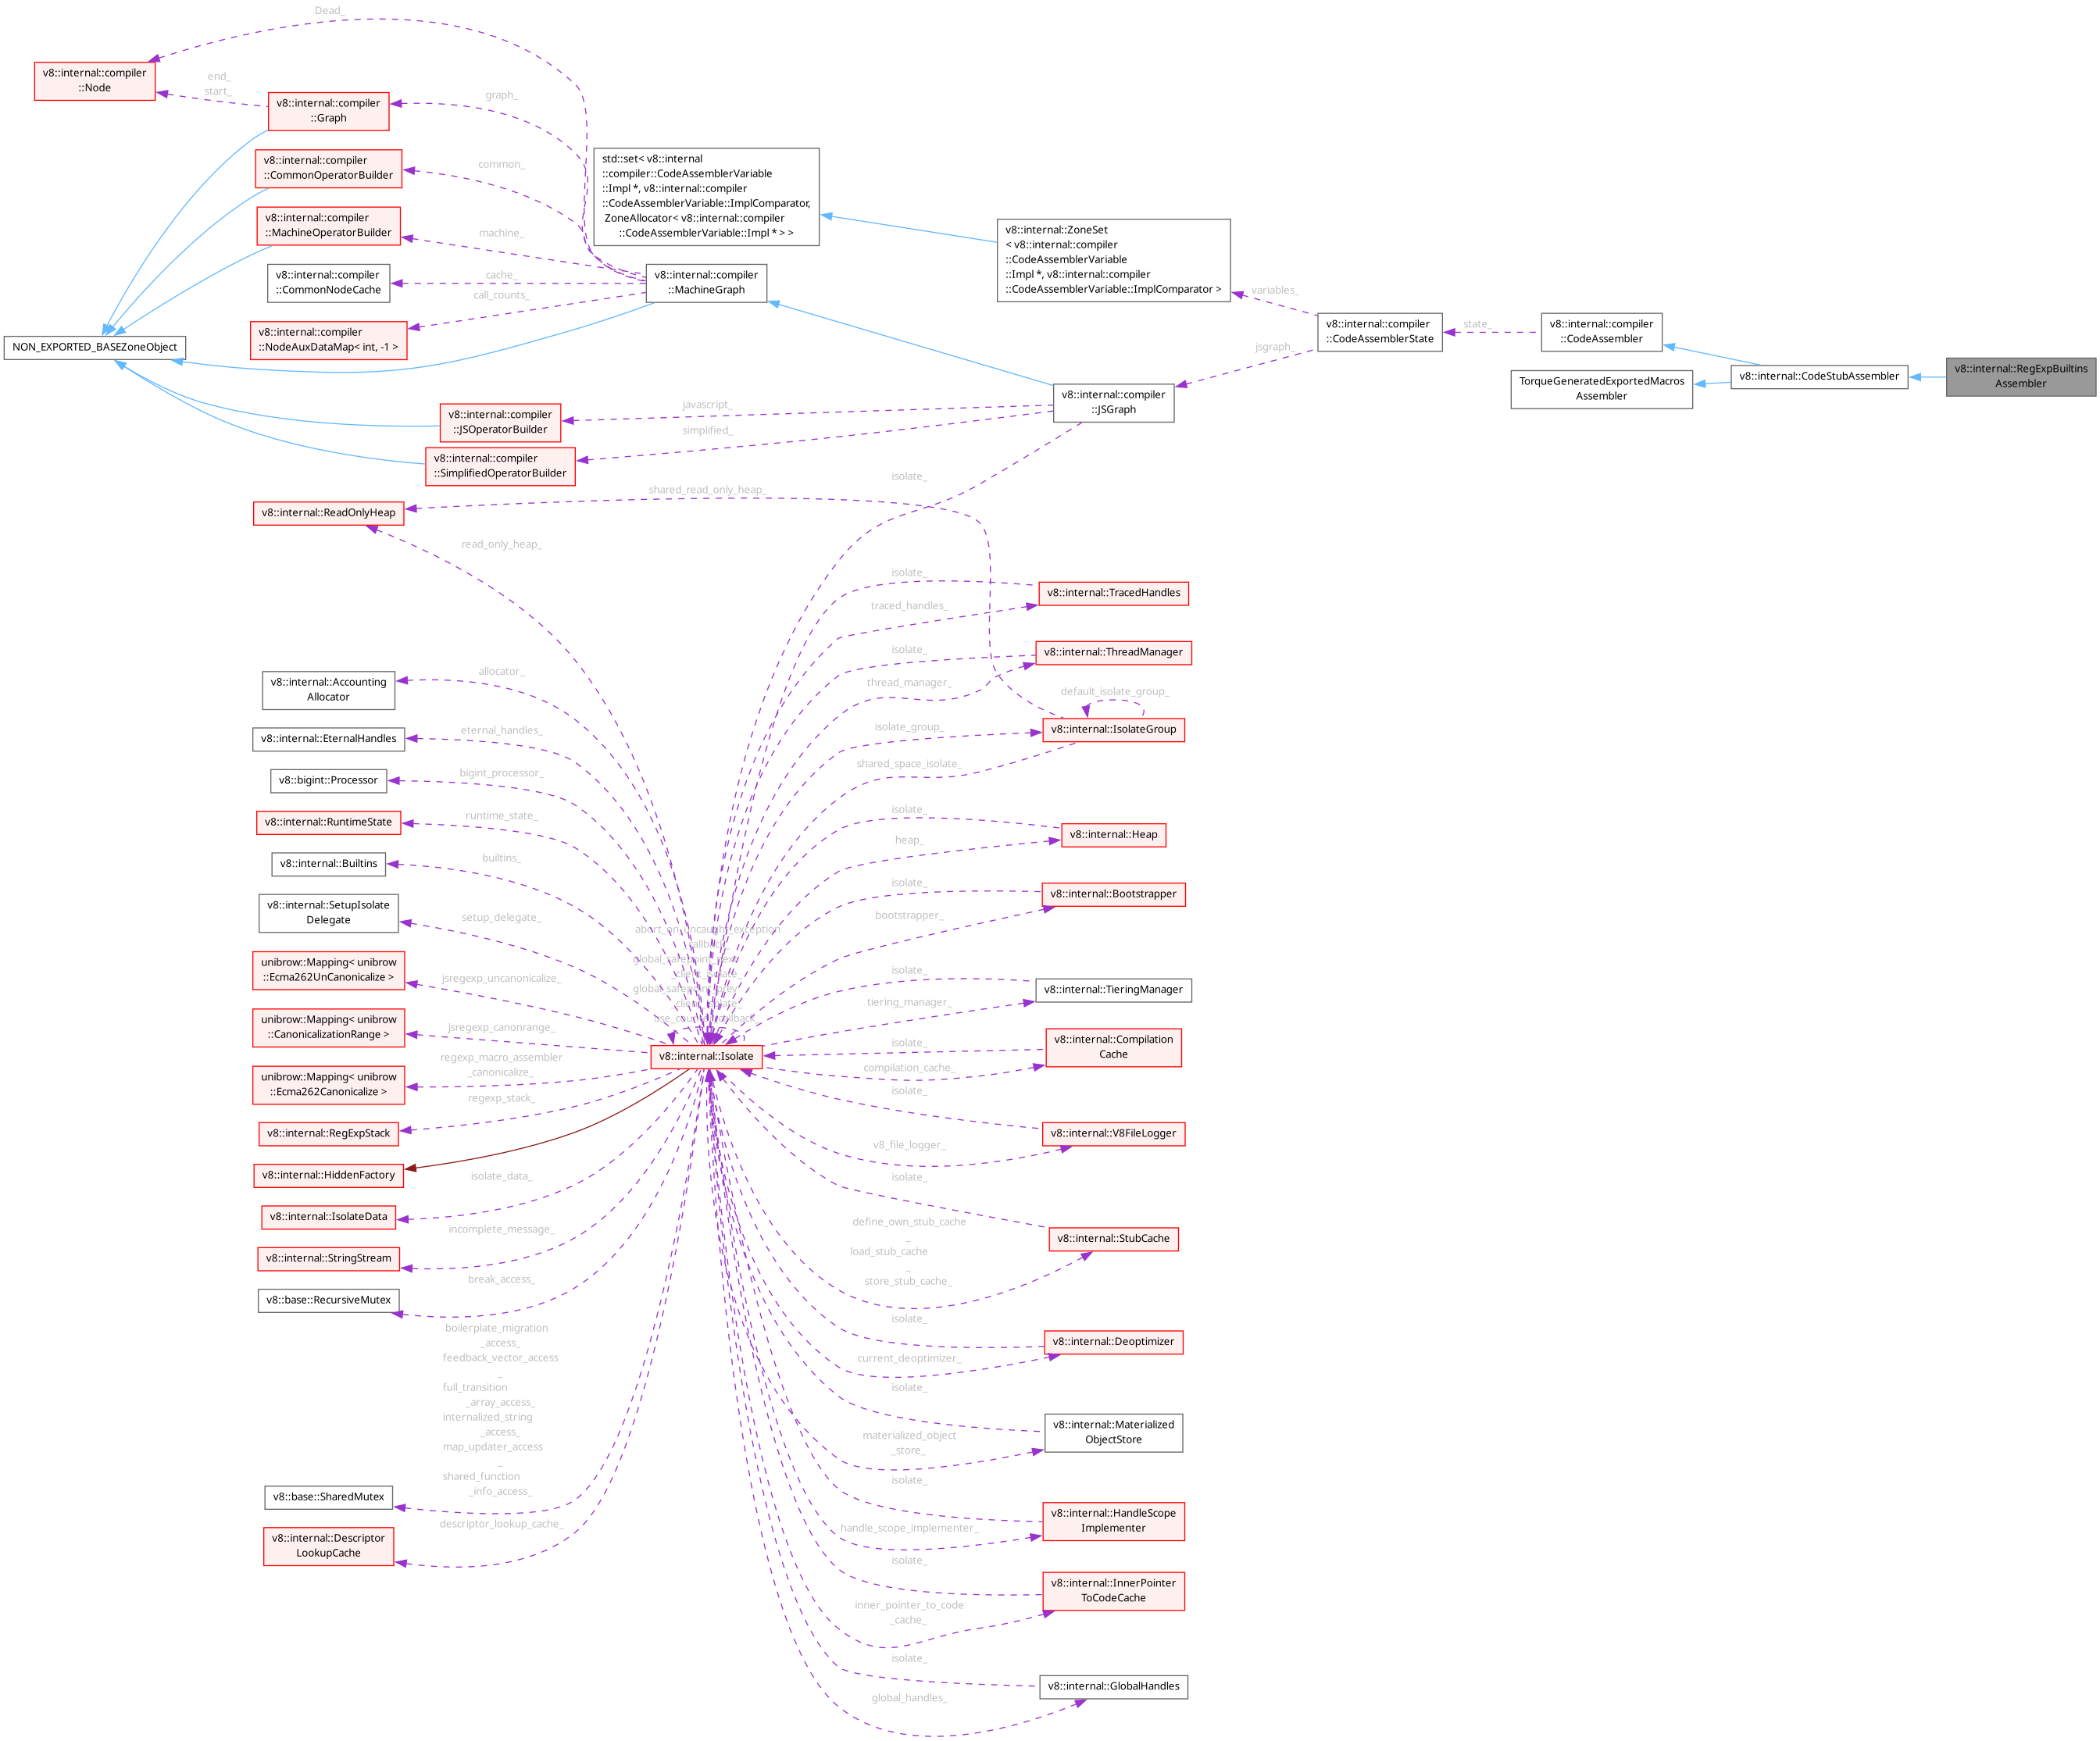 Dead_
v8::internal::compiler
::Node
end_
start_
v8::internal::compiler
::Graph
graph_
v8::internal::compiler
::CommonOperatorBuilder
common_
v8::internal::compiler
::MachineOperatorBuilder
machine_
v8::internal::compiler
::CommonNodeCache
cache_
call_counts_
v8::internal::compiler
::NodeAuxDataMap< int, -1 >
NON_EXPORTED_BASEZoneObject
std::set< v8::internal
::compiler::CodeAssemblerVariable
::Impl *, v8::internal::compiler
::CodeAssemblerVariable::ImplComparator,
ZoneAllocator< v8::internal::compiler
::CodeAssemblerVariable::Impl * > >
v8::internal::compiler
::MachineGraph
v8::internal::ZoneSet
< v8::internal::compiler
::CodeAssemblerVariable
::Impl *, v8::internal::compiler
::CodeAssemblerVariable::ImplComparator >
variables_
v8::internal::compiler
::CodeAssemblerState
jsgraph_
state_
v8::internal::compiler
::CodeAssembler
TorqueGeneratedExportedMacros
Assembler
v8::internal::CodeStubAssembler
v8::internal::RegExpBuiltins
Assembler
v8::internal::compiler
::JSGraph
javascript_
v8::internal::compiler
::JSOperatorBuilder
simplified_
v8::internal::compiler
::SimplifiedOperatorBuilder
isolate_
shared_read_only_heap_
v8::internal::ReadOnlyHeap
read_only_heap_
isolate_
v8::internal::TracedHandles
traced_handles_
isolate_
v8::internal::ThreadManager
thread_manager_
default_isolate_group_
v8::internal::IsolateGroup
isolate_group_
shared_space_isolate_
v8::internal::Accounting
Allocator
allocator_
v8::internal::EternalHandles
eternal_handles_
v8::bigint::Processor
bigint_processor_
v8::internal::RuntimeState
runtime_state_
v8::internal::Builtins
builtins_
v8::internal::SetupIsolate
Delegate
setup_delegate_
unibrow::Mapping< unibrow
::Ecma262UnCanonicalize >
jsregexp_uncanonicalize_
unibrow::Mapping< unibrow
::CanonicalizationRange >
jsregexp_canonrange_
unibrow::Mapping< unibrow
::Ecma262Canonicalize >
regexp_macro_assembler
_canonicalize_
v8::internal::RegExpStack
regexp_stack_
v8::internal::HiddenFactory
v8::internal::IsolateData
isolate_data_
v8::internal::StringStream
incomplete_message_
v8::base::RecursiveMutex
break_access_
boilerplate_migration
_access_
feedback_vector_access
_
full_transition
_array_access_
internalized_string
_access_
map_updater_access
_
shared_function
_info_access_
v8::base::SharedMutex
v8::internal::Descriptor
LookupCache
descriptor_lookup_cache_
abort_on_uncaught_exception
_callback_
global_safepoint_next
_client_isolate_
global_safepoint_prev
_client_isolate_
use_counter_callback_
v8::internal::Isolate
isolate_
v8::internal::Heap
heap_
isolate_
v8::internal::Bootstrapper
bootstrapper_
isolate_
v8::internal::TieringManager
tiering_manager_
isolate_
v8::internal::Compilation
Cache
compilation_cache_
isolate_
v8::internal::V8FileLogger
v8_file_logger_
isolate_
v8::internal::StubCache
define_own_stub_cache
_
load_stub_cache
_
store_stub_cache_
isolate_
v8::internal::Deoptimizer
current_deoptimizer_
isolate_
v8::internal::Materialized
ObjectStore
materialized_object
_store_
isolate_
v8::internal::HandleScope
Implementer
handle_scope_implementer_
isolate_
v8::internal::InnerPointer
ToCodeCache
inner_pointer_to_code
_cache_
isolate_
v8::internal::GlobalHandles
global_handles_